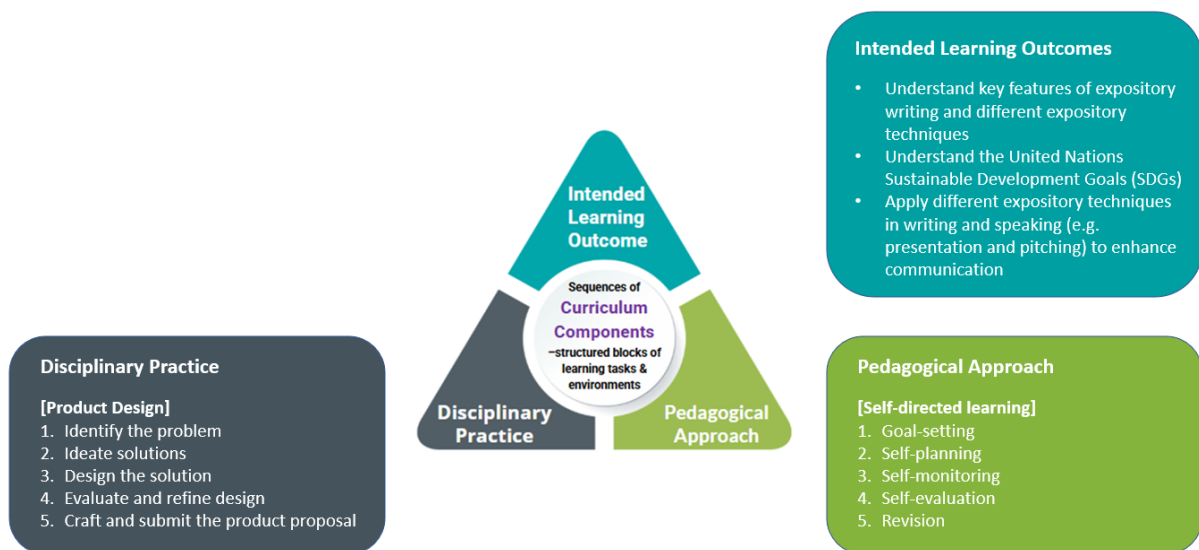 Intended Learning Outcomes
• Understand key features of expository
writing and different expository
techniques
• Understand the United Nations
Sustainable Development Goals (SDGs)
• Apply different expository techniques
in writing and speaking (e.g.
presentation and pitching) to enhance
communication
Intended
Learning
Outcome
Sequences of
Curriculum
Components
–structured blocks of
learning tasks &
environments
Disciplinary
Practice
Pedagogical
Approach
Disciplinary Practice
[Product Design]
1. Identify the problem
2. Ideate solutions
3. Design the solution
4. Evaluate and refine design
5. Craft and submit the product proposal
Pedagogical Approach
[Self-directed learning]
1. Goal-setting
2. Self-planning
3. Self-monitoring
4. Self-evaluation
5. Revision